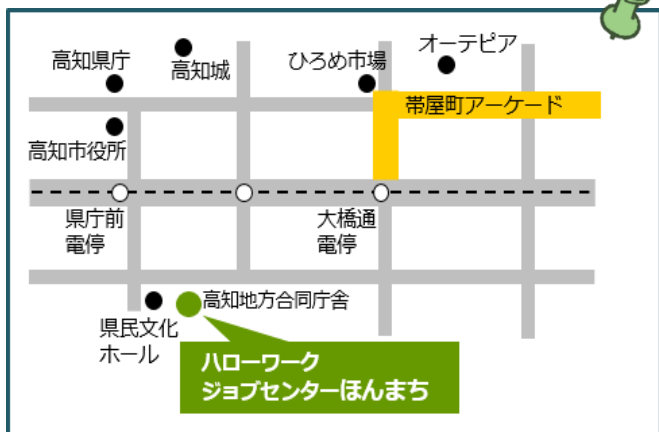 オーテピア
高知県庁
高知城
ひろめ市場
帯屋町アーケード
高知市役所
県庁前
電停
大橋通
電停
高知地方合同庁舎
県民文化
ホール
ハローワーク
ジョブセンターほんまち